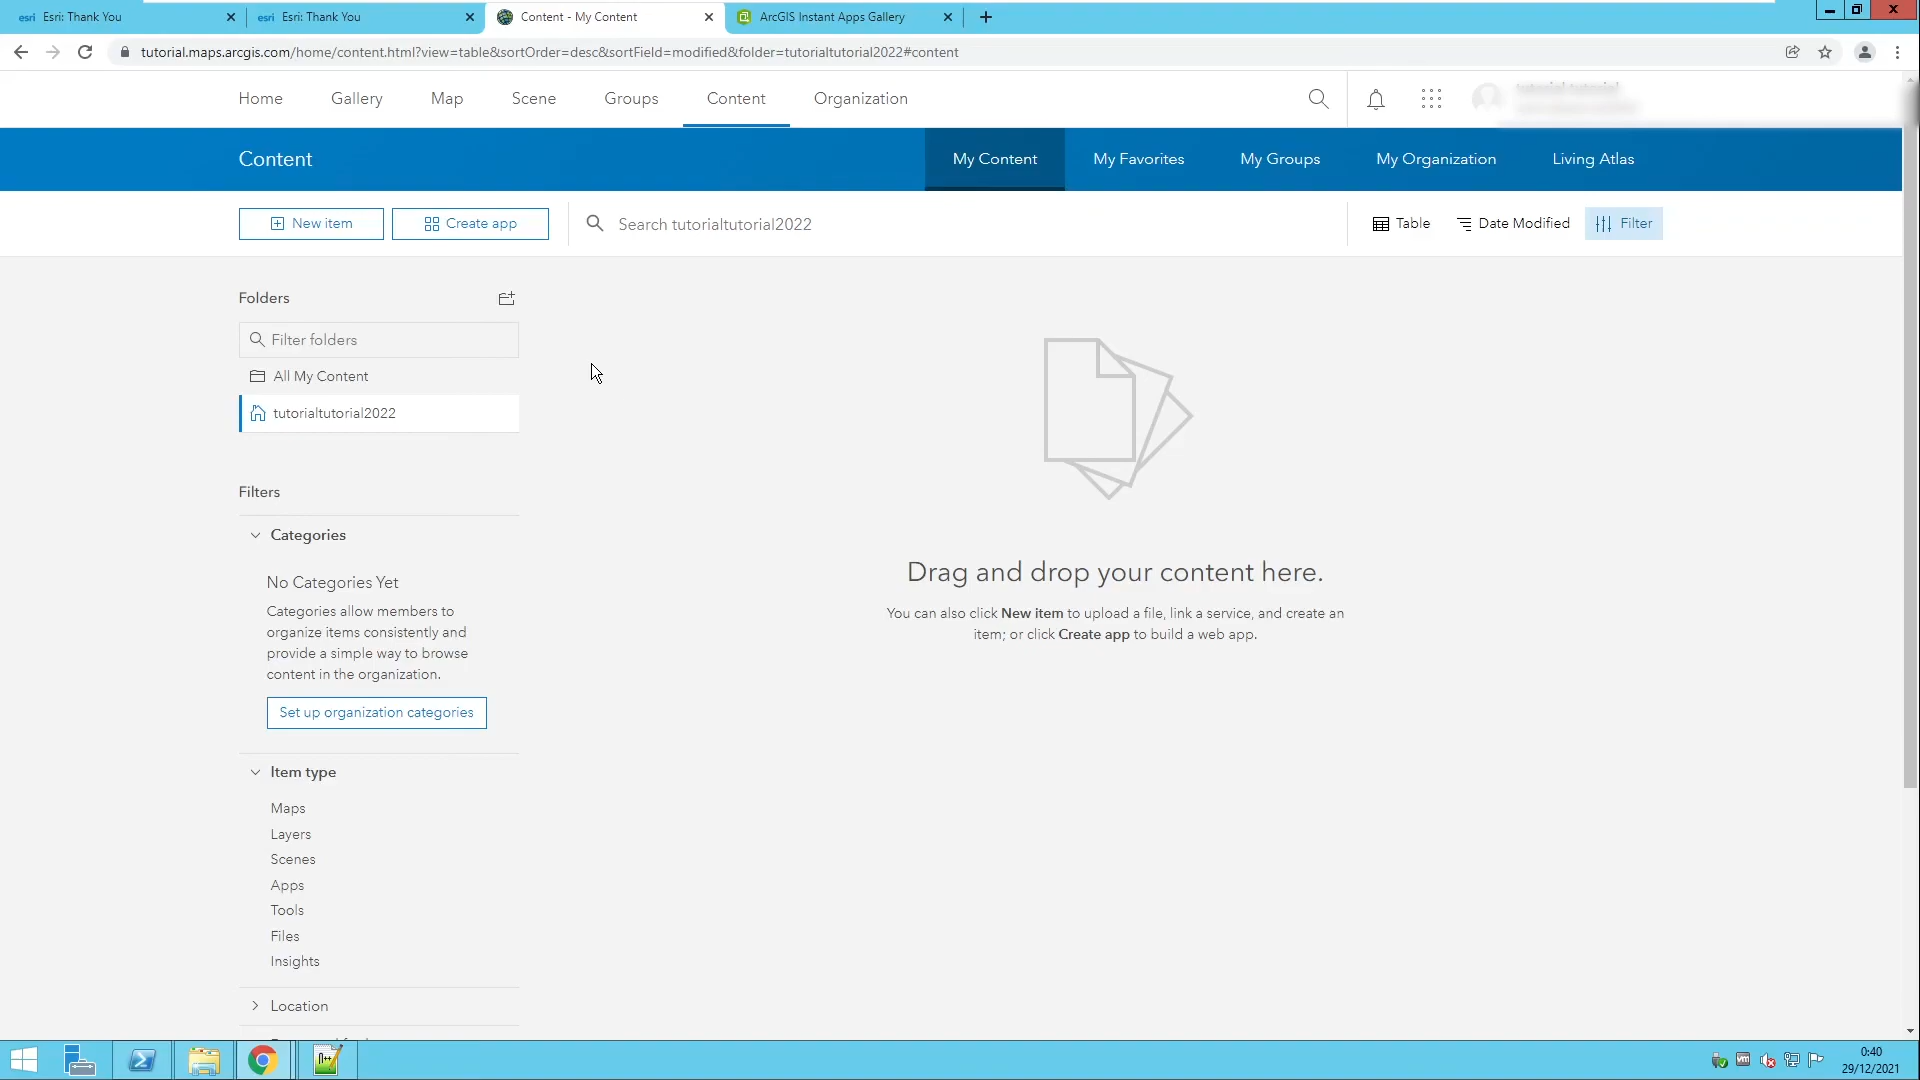 esri Esri: Thank You
esri Esri: Thank You
Content - My Content
ArcGIS Instant Apps Gallery
tutorial.maps.arcgis.com/home/content.html?view=table&sortOrder=desc&sortField=modified&folder=tutorialtutorial2022#content
Home Gallery Map Scene Groups Content Organization
Content
My Content My Favorites My Groups My Organization Living Atlas
New item Create app Search tutorialtutorial2022 Table Date Modified Filter
Folders
Filter folders
All My Content
tutorialtutorial2022
Filters
Categories
No Categories Yet
Categories allow members to
organize items consistently and
provide a simple way to browse
content in the organization.
Set up organization categories
Item type
Maps
Layers
Scenes
Apps
Tools
Files
Insights
Location
Drag and drop your content here.
You can also click New item to upload a file, link a service, and create an
item; or click Create app to build a web app.
0:40
29/12/2021